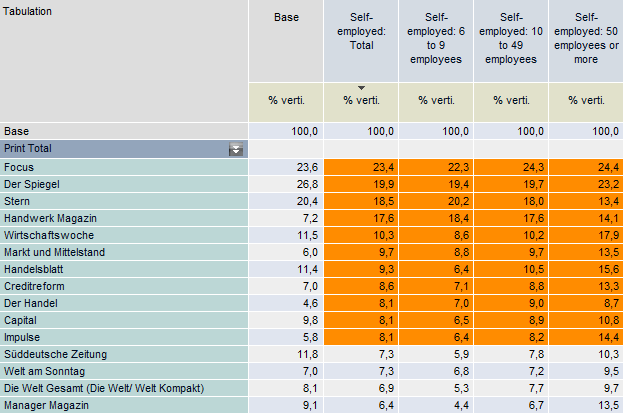 Tabulation Base Self-employed: Total Self-employed: 6 to 9 employees Self-employed: 10 to 49 employees Self-employed: 50 employees or more
% verti. % verti. % verti. % verti. % verti.
Base 100,0 100,0 100,0 100,0 100,0
Print Total
Focus 23,6 23,4 22,3 24,3 24,4
Der Spiegel 26,8 19,9 19,4 19,7 23,2
Stern 20,4 18,5 20,2 18,0 13,4
Handwerk Magazin 7,2 17,6 18,4 17,6 14,1
Wirtschaftswoche 11,5 10,3 8,6 10,2 17,9
Markt und Mittelstand 6,0 9,7 8,8 9,7 13,5
Handelsblatt 11,4 9,3 6,4 10,5 15,6
Creditreform 7,0 8,6 7,1 8,8 13,3
Der Handel 4,6 8,1 7,0 9,0 8,7
Capital 9,8 8,1 6,5 8,9 10,8
Impulse 5,8 8,1 6,4 8,2 14,4
Süddeutsche Zeitung 11,8 7,3 5,9 7,8 10,3
Welt am Sonntag 7,0 7,3 6,8 7,2 9,5
Die Welt Gesamt (Die Welt/ Welt Kompakt) 8,1 6,9 5,3 7,7 9,7
Manager Magazin 9,1 6,4 4,4 6,7 13,5